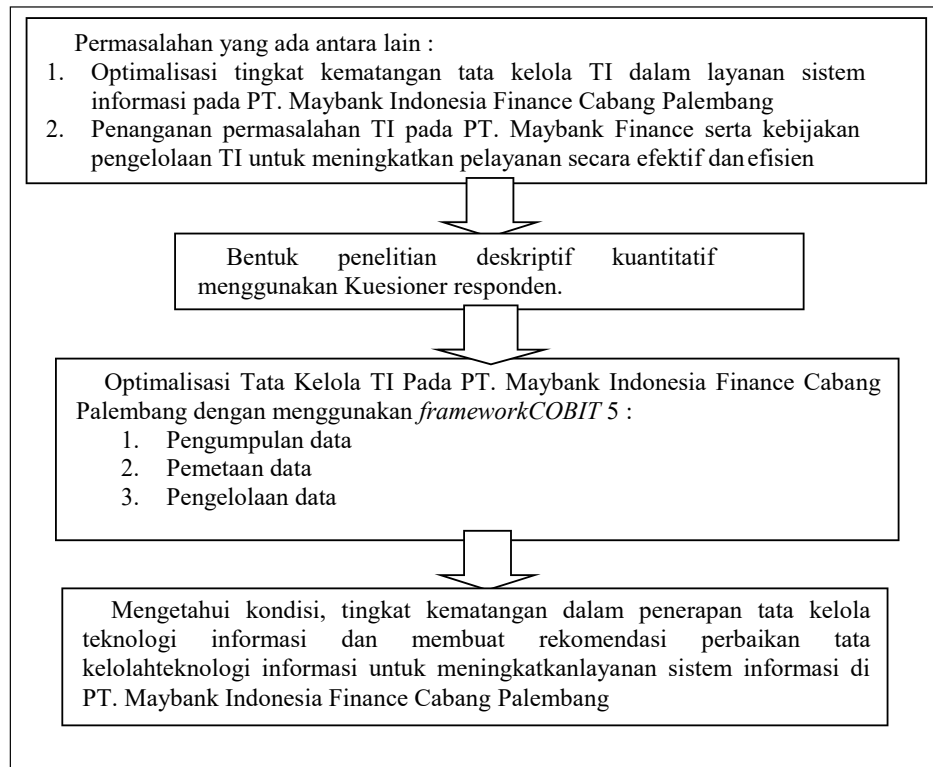 Permasalahan yang ada antara lain :
1. Optimalisasi tingkat kematangan tata kelola TI dalam layanan sistem
informasi pada PT. Maybank Indonesia Finance Cabang Palembang
2. Penanganan permasalahan TI pada PT. Maybank Finance serta kebijakan
pengelolaan TI untuk meningkatkan pelayanan secara efektif dan efisien
Bentuk penelitian deskriptif kuantitatif
menggunakan Kuesioner responden.
Optimalisasi Tata Kelola TI Pada PT. Maybank Indonesia Finance Cabang
Palembang dengan menggunakan frameworkCOBIT 5 :
1. Pengumpulan data
2. Pemetaan data
3. Pengelolaan data
Mengetahui kondisi, tingkat kematangan dalam penerapan tata kelola
teknologi informasi dan membuat rekomendasi perbaikan tata
kelolahteknologi informasi untuk meningkatkanlayanan sistem informasi di
PT. Maybank Indonesia Finance Cabang Palembang